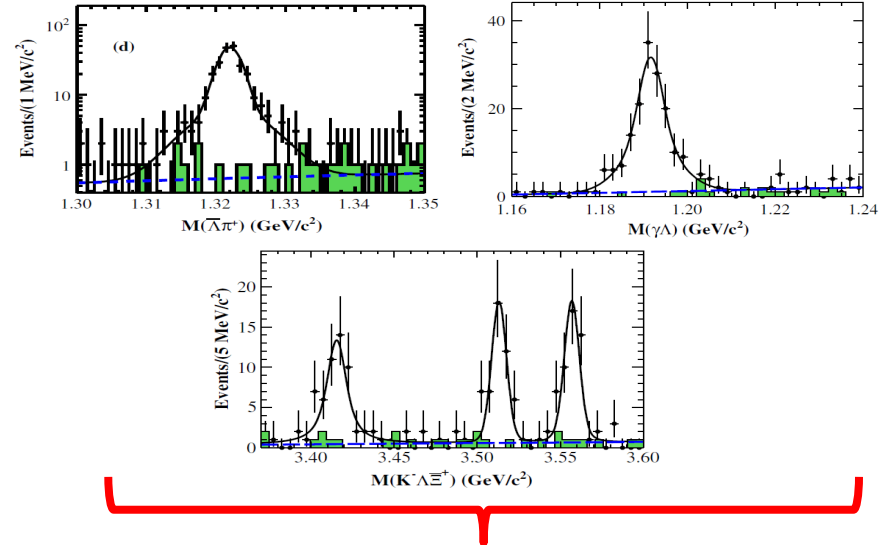 10²
10
1
Events/(1 MeV/c²)
(d)
1.30 1.31 1.32 1.33 1.34 1.35
M(Λ̅π⁺) (GeV/c²)
40
20
0
Events/(2 MeV/c²)
1.16 1.18 1.20 1.22 1.24
M(γΛ) (GeV/c²)
20
15
10
5
0
Events/(5 MeV/c²)
3.40 3.45 3.50 3.55 3.60
M(K⁻ΛΞ̅⁺) (GeV/c²)